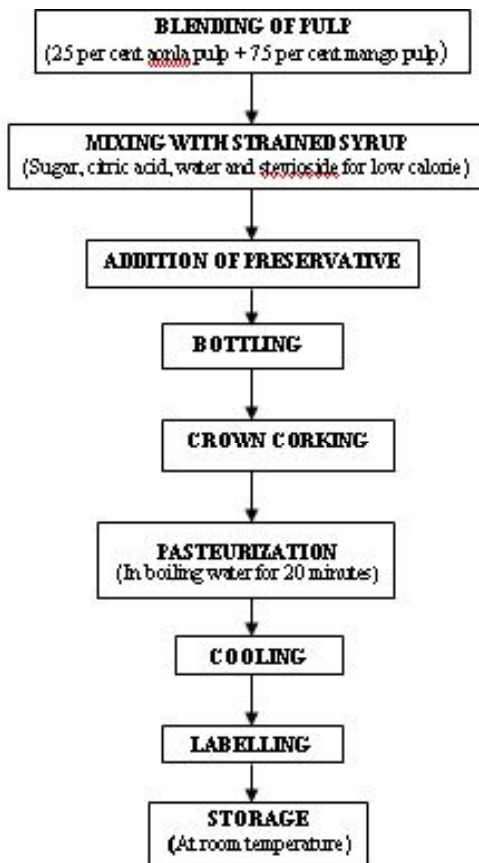 BLENDING OF PULP
(25 per cent aonla pulp + 75 per cent mango pulp)
MIXING WITH STRAINED SYRUP
(Sugar, citric acid, water and stevioside for low calorie)
ADDITION OF PRESERVATIVE
BOTTLING
CROWN CORKING
PASTEURIZATION
(In boiling water for 20 minutes)
COOLING
LABELLING
STORAGE
(At room temperature)